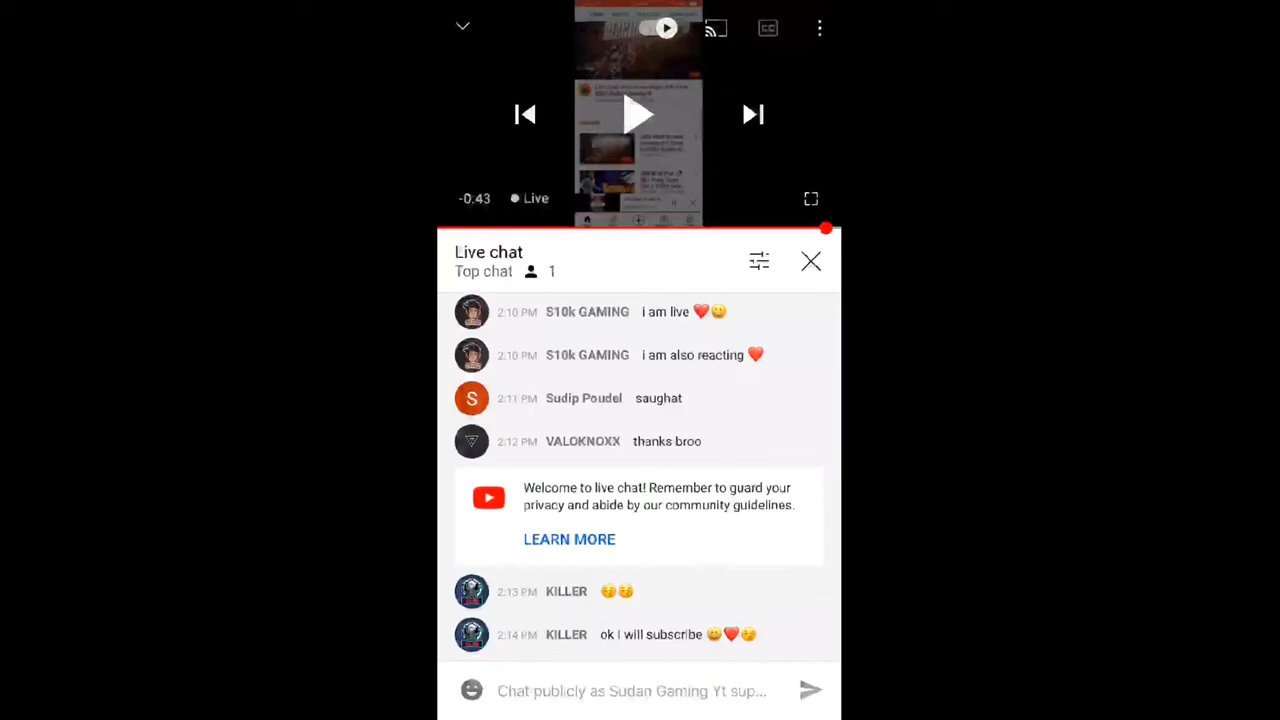 -0:43 Live
Live chat
Top chat 1
2:10 PM S10k GAMING i am live ❤️😀
2:10 PM S10k GAMING i am also reacting ❤️
S 2:11 PM Sudip Poudel saughat
2:12 PM VALOKNOXX thanks broo
Welcome to live chat! Remember to guard your
privacy and abide by our community guidelines.
LEARN MORE
2:13 PM KILLER 😚😚
2:14 PM KILLER ok I will subscribe 😀❤️😚
Chat publicly as Sudan Gaming Yt sup...